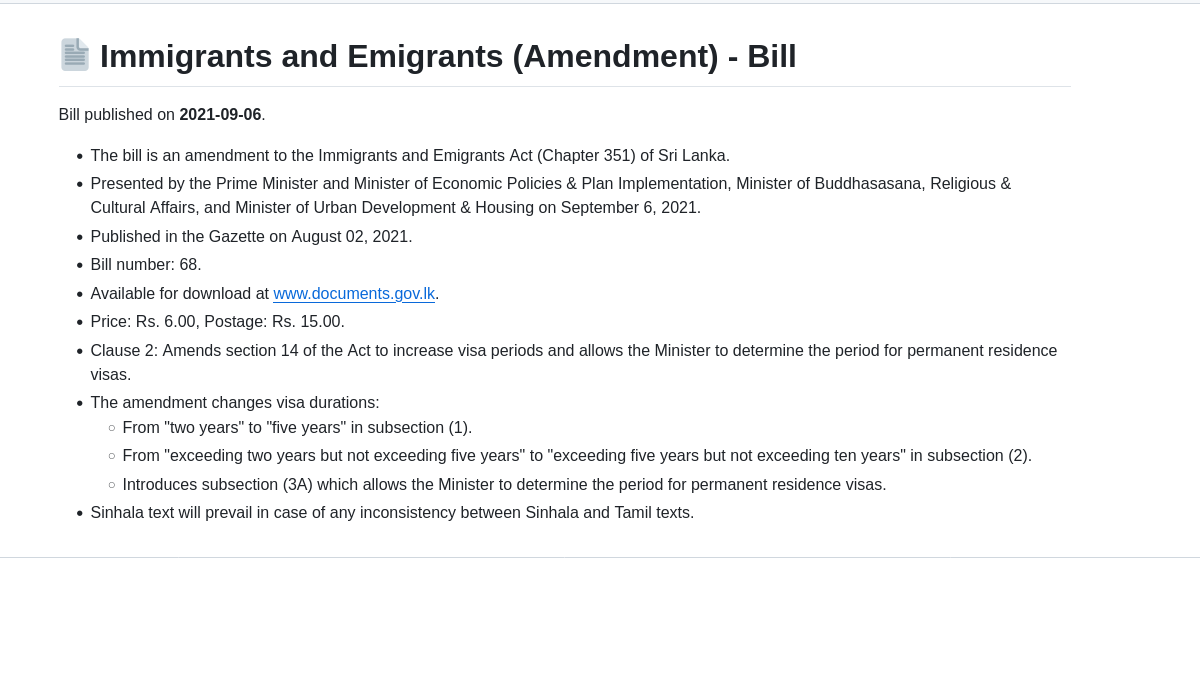 Immigrants and Emigrants (Amendment) - Bill
Bill published on 2021-09-06.
The bill is an amendment to the Immigrants and Emigrants Act (Chapter 351) of Sri Lanka.
Presented by the Prime Minister and Minister of Economic Policies & Plan Implementation, Minister of Buddhasasana, Religious &
Cultural Affairs, and Minister of Urban Development & Housing on September 6, 2021.
Published in the Gazette on August 02, 2021.
Bill number: 68.
Available for download at www.documents.gov.lk.
Price: Rs. 6.00, Postage: Rs. 15.00.
Clause 2: Amends section 14 of the Act to increase visa periods and allows the Minister to determine the period for permanent residence
visas.
The amendment changes visa durations:
From "two years" to "five years" in subsection (1).
From "exceeding two years but not exceeding five years" to "exceeding five years but not exceeding ten years" in subsection (2).
Introduces subsection (3A) which allows the Minister to determine the period for permanent residence visas.
Sinhala text will prevail in case of any inconsistency between Sinhala and Tamil texts.